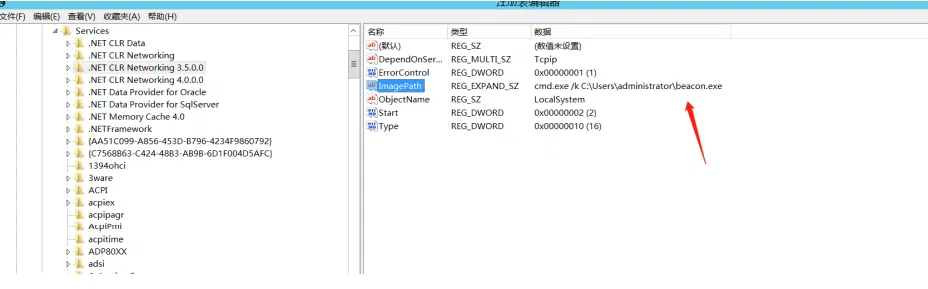 注册表编辑器
文件(F) 编辑(E) 查看(V) 收藏夹(A) 帮助(H)
Services
.NET CLR Data
.NET CLR Networking
.NET CLR Networking 3.5.0.0
.NET CLR Networking 4.0.0.0
.NET Data Provider for Oracle
.NET Data Provider for SqlServer
.NET Memory Cache 4.0
.NETFramework
{AA51C099-A856-453D-B796-4234F9860792}
{C7568B63-C424-48B3-AB9B-6D1F004D5AFC}
1394ohci
3ware
ACPI
acpiex
acpipagr
AcpiPmi
acpitime
ADP80XX
adsi
名称 类型 数据
(默认) REG_SZ (数值未设置)
DependOnSer... REG_MULTI_SZ Tcpip
ErrorControl REG_DWORD 0x00000001 (1)
ImagePath REG_EXPAND_SZ cmd.exe /k C:\Users\administrator\beacon.exe
ObjectName REG_SZ LocalSystem
Start REG_DWORD 0x00000002 (2)
Type REG_DWORD 0x00000010 (16)